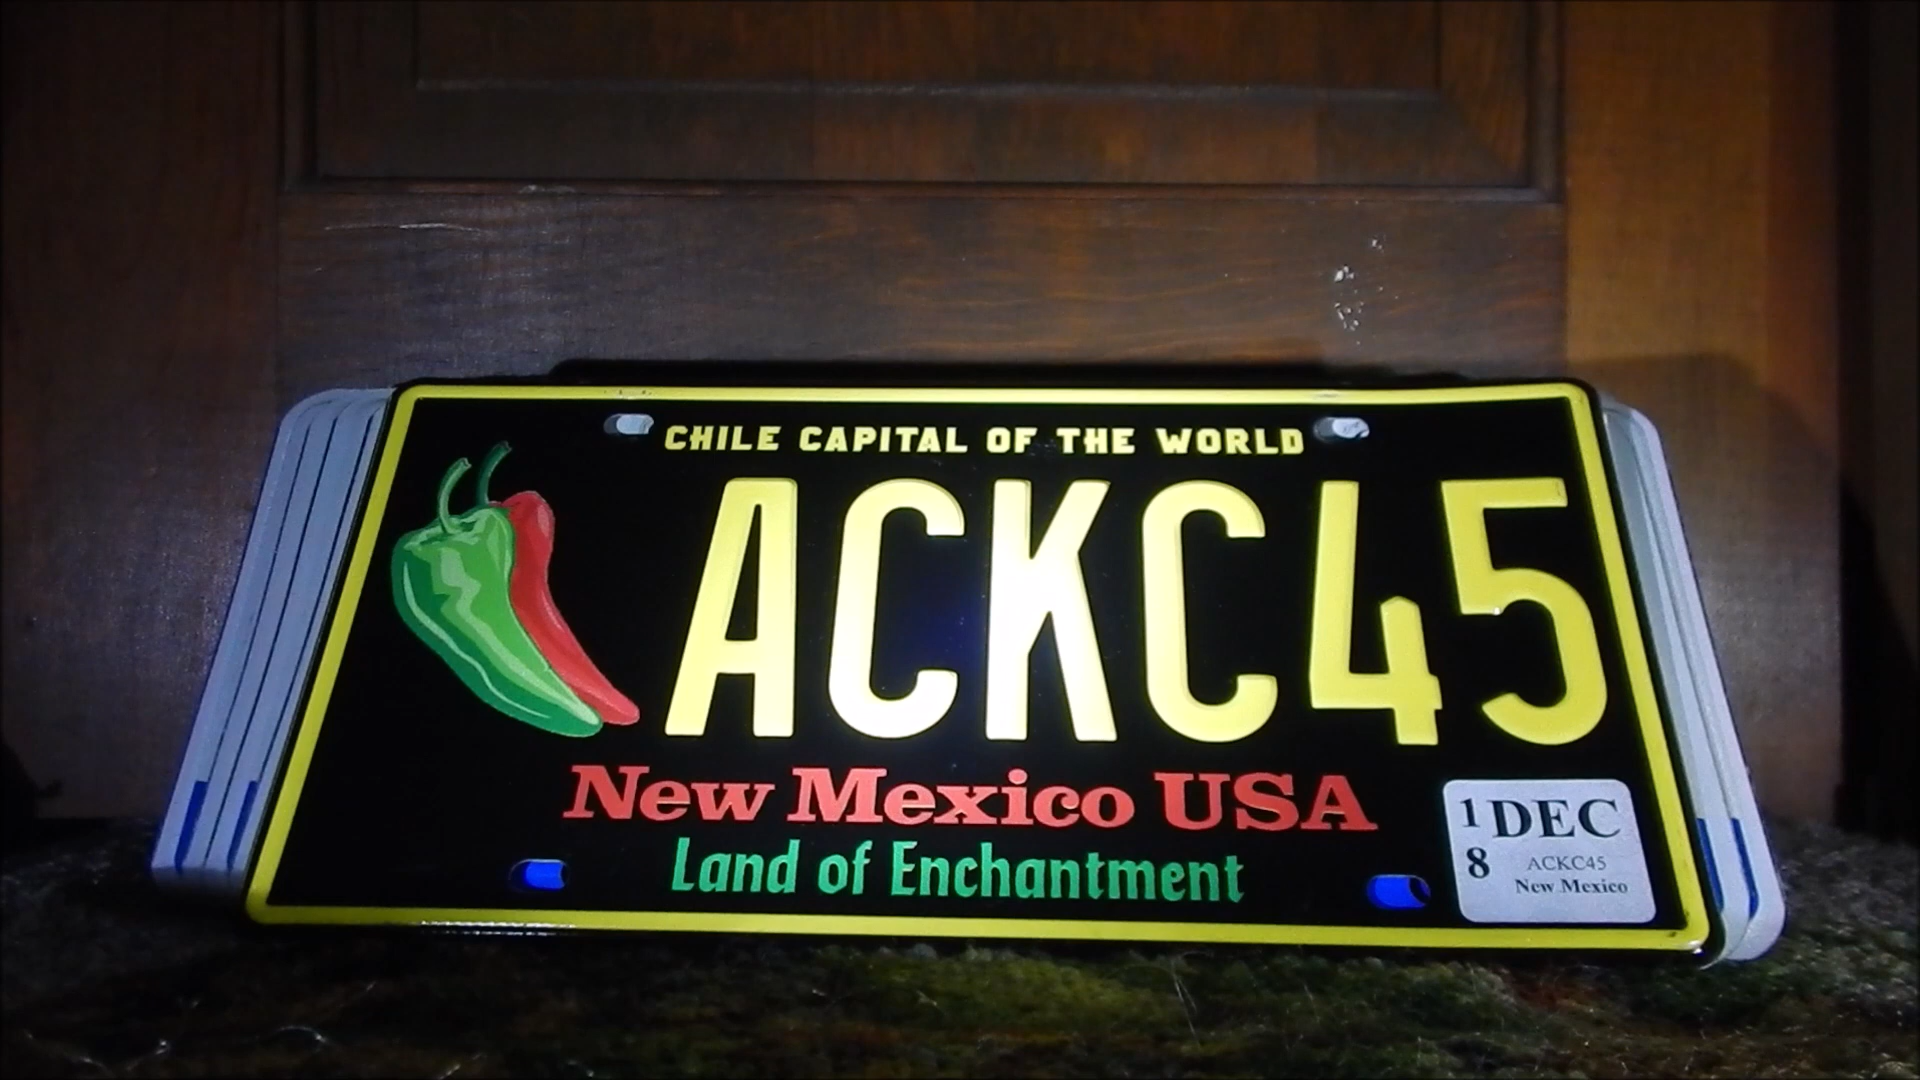 CHILE CAPITAL OF THE WORLD
ACKC45
New Mexico USA
Land of Enchantment
1 DEC
8 ACKC45
New Mexico